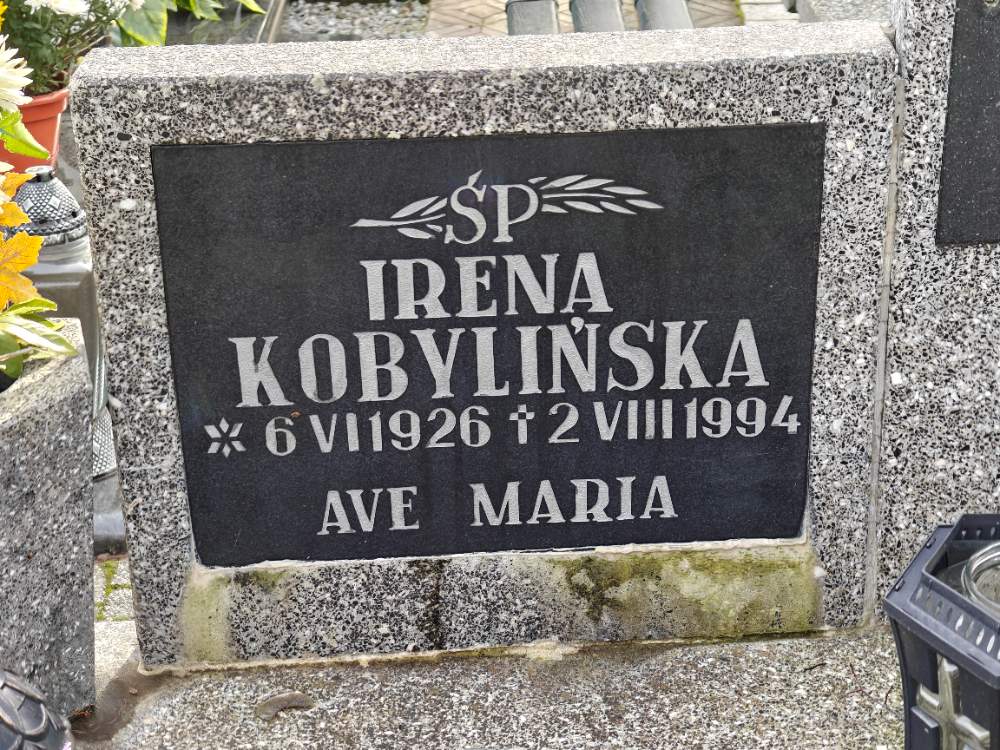 ŚP
IRENA
KOBYLIŃSKA
* 6 VI 1926 † 2 VIII 1994
AVE MARIA